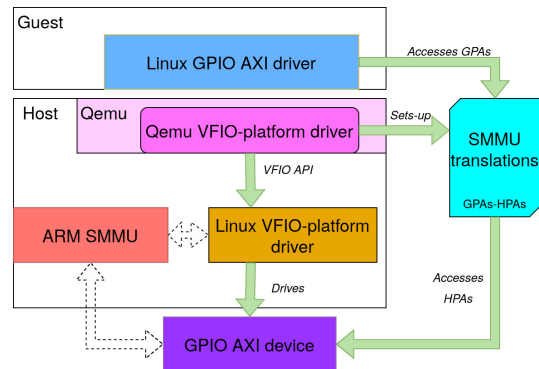 Guest
Linux GPIO AXI driver
Accesses GPAs
Host
Qemu
Qemu VFIO-platform driver
Sets-up
SMMU
translations
GPAs-HPAs
VFIO API
ARM SMMU
Linux VFIO-platform
driver
Drives
Accesses
HPAs
GPIO AXI device